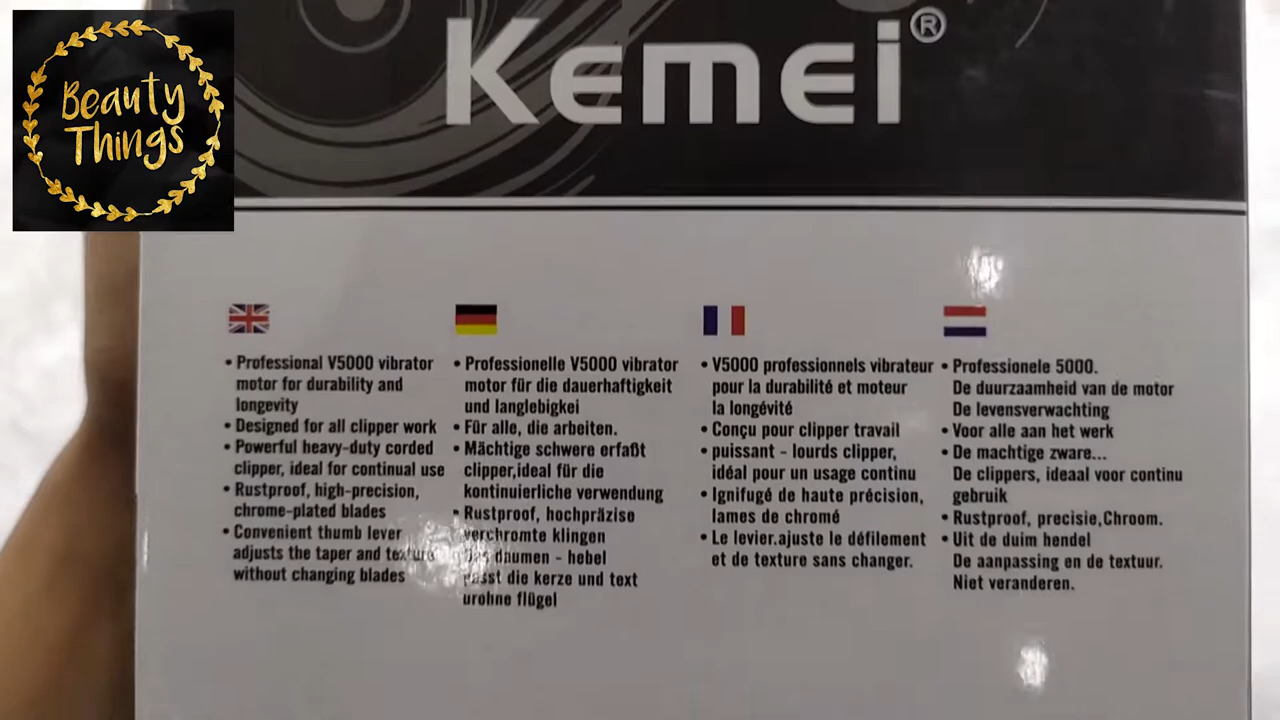 Beauty
Things
Kemei®
• Professional V5000 vibrator
motor for durability and
longevity
• Designed for all clipper work
• Powerful heavy-duty corded
clipper, ideal for continual use
• Rustproof, high-precision,
chrome-plated blades
• Convenient thumb lever
adjusts the taper and texture
without changing blades
• Professionelle V5000 vibrator
motor für die dauerhaftigkeit
und langlebigkei
• Für alle, die arbeiten.
• Mächtige schwere erfaßt
clipper,ideal für die
kontinuierliche verwendung
• Rustproof, hochpräzise
verchromte klingen
Das daumen - hebel
passt die kerze und text
urohne flügel
• V5000 professionnels vibrateur
pour la durabilité et moteur
la longévité
• Conçu pour clipper travail
• puissant - lourds clipper,
idéal pour un usage continu
• Ignifugé de haute précision,
lames de chromé
• Le levier.ajuste le défilement
et de texture sans changer.
• Professionele 5000.
De duurzaamheid van de motor
De levensverwachting
• Voor alle aan het werk
• De machtige zware...
De clippers, ideaal voor continu
gebruik
• Rustproof, precisie,Chroom.
• Uit de duim hendel
De aanpassing en de textuur.
Niet veranderen.